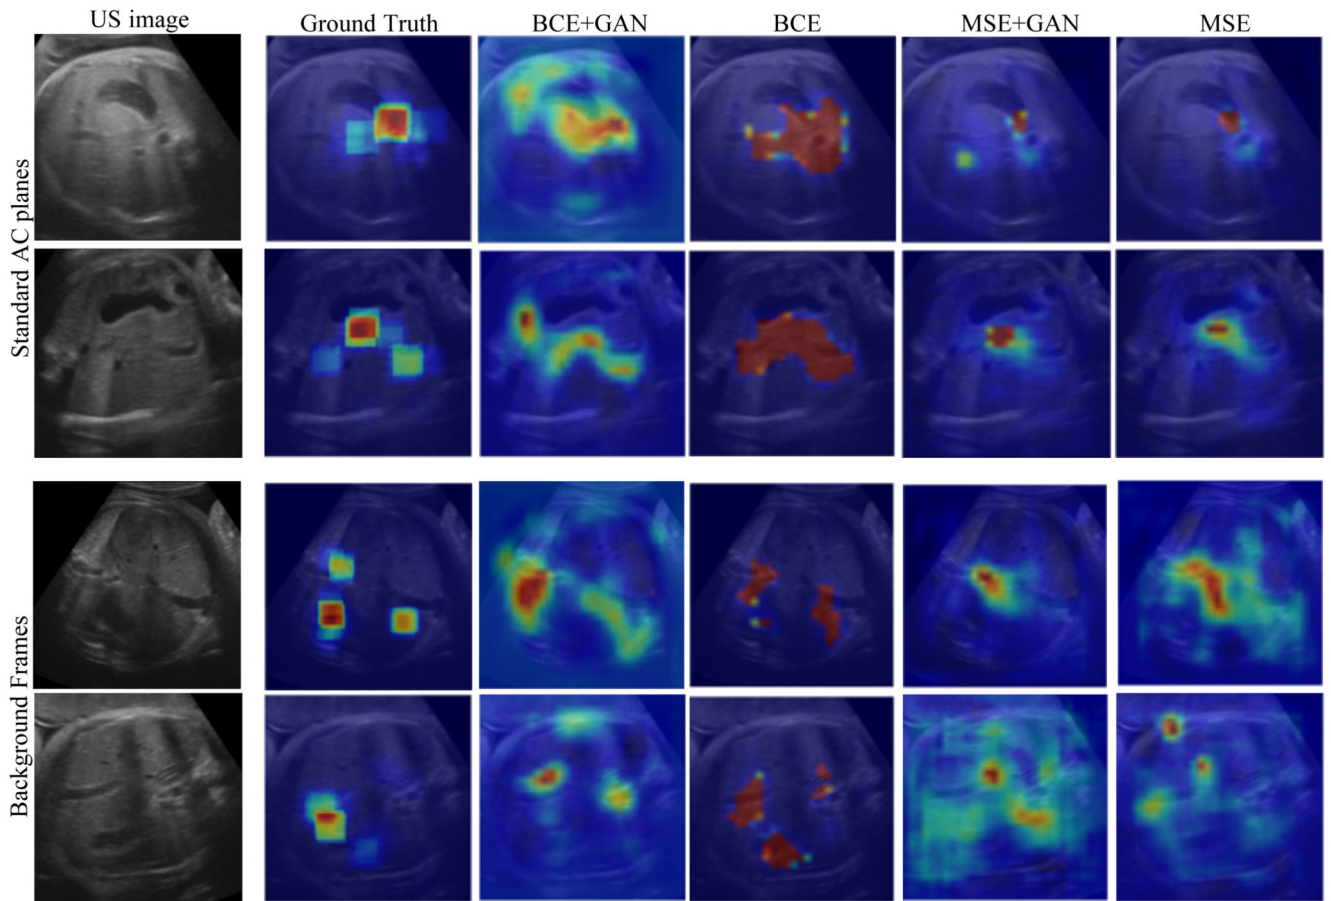 US image
Ground Truth
BCE+GAN
BCE
MSE+GAN
MSE
Standard AC planes
Background Frames